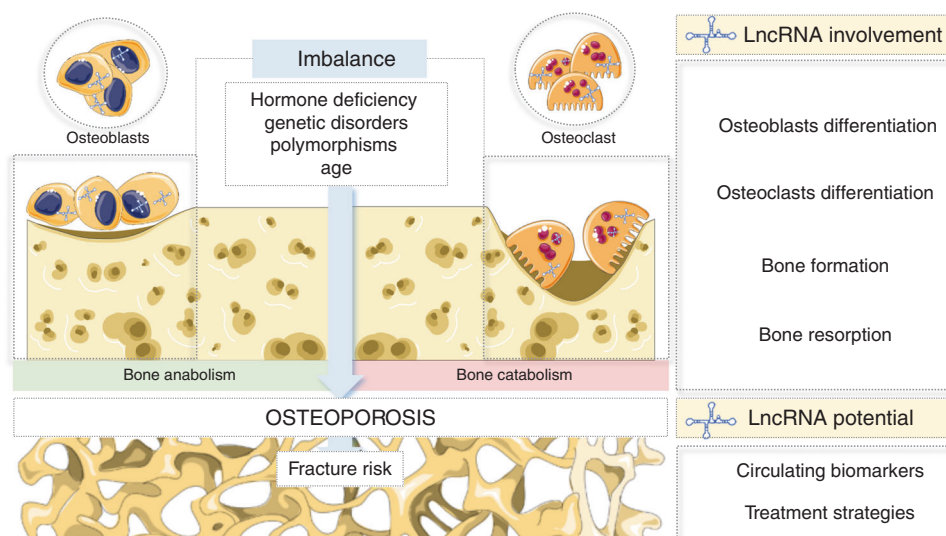 Imbalance
Hormone deficiency
genetic disorders
polymorphisms
age
Osteoblasts
Osteoclast
Bone anabolism
Bone catabolism
OSTEOPOROSIS
Fracture risk
LncRNA involvement
Osteoblasts differentiation
Osteoclasts differentiation
Bone formation
Bone resorption
LncRNA potential
Circulating biomarkers
Treatment strategies